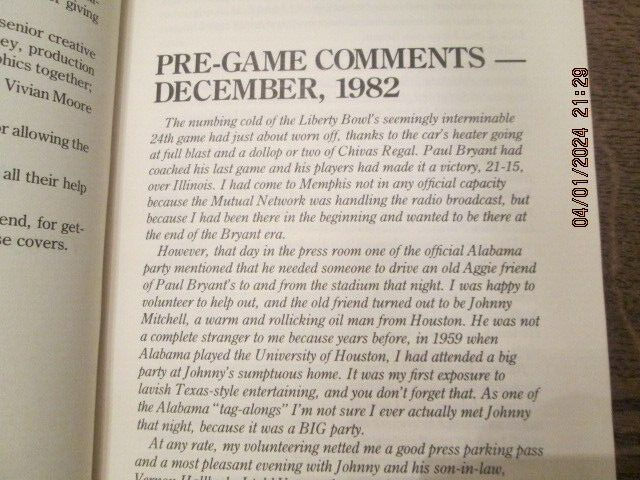 giving
senior creative
ey, production
phics together;
Vivian Moore
or allowing the
all their help
end, for get-
se covers.
PRE-GAME COMMENTS —
DECEMBER, 1982
The numbing cold of the Liberty Bowl's seemingly interminable
24th game had just about worn off, thanks to the car's heater going
at full blast and a dollop or two of Chivas Regal. Paul Bryant had
coached his last game and his players had made it a victory, 21-15,
over Illinois. I had come to Memphis not in any official capacity
because the Mutual Network was handling the radio broadcast, but
because I had been there in the beginning and wanted to be there at
the end of the Bryant era.
However, that day in the press room one of the official Alabama
party mentioned that he needed someone to drive an old Aggie friend
of Paul Bryant's to and from the stadium that night. I was happy to
volunteer to help out, and the old friend turned out to be Johnny
Mitchell, a warm and rollicking oil man from Houston. He was not
a complete stranger to me because years before, in 1959 when
Alabama played the University of Houston, I had attended a big
party at Johnny's sumptuous home. It was my first exposure to
lavish Texas-style entertaining, and you don't forget that. As one of
the Alabama "tag-alongs" I'm not sure I ever actually met Johnny
that night, because it was a BIG party.
At any rate, my volunteering netted me a good press parking pass
and a most pleasant evening with Johnny and his son-in-law,
04/01/2024 21:29